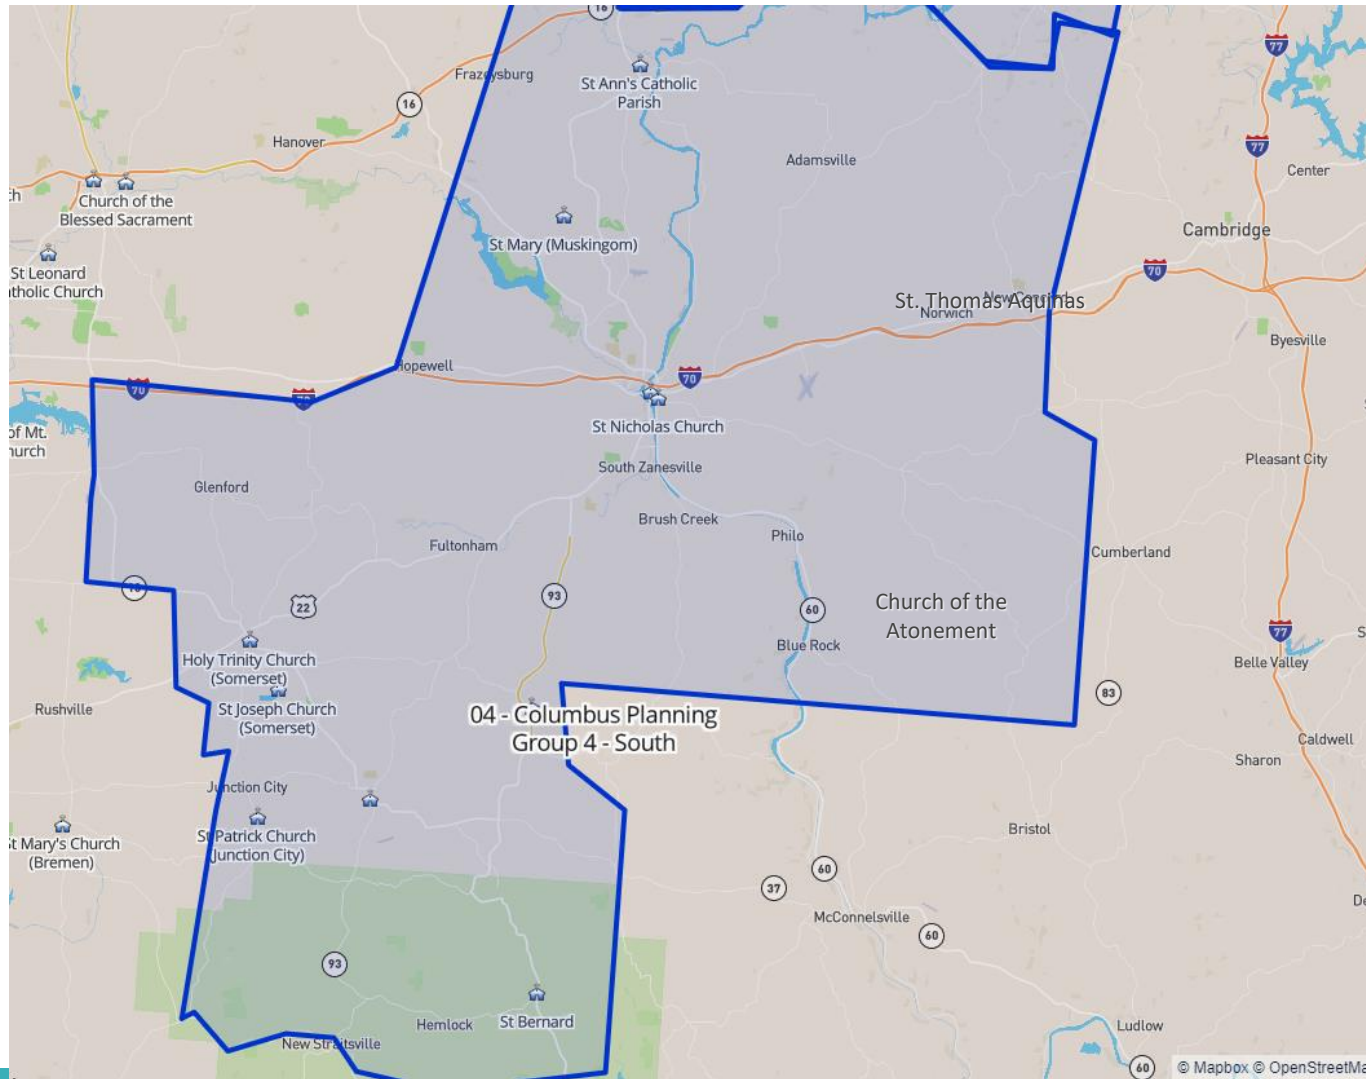 16
77
Frazeysburg
St Ann's Catholic
Parish
16
Hanover
Adamsville
77
Center
ch
Church of the
Blessed Sacrament
Cambridge
St Mary (Muskingom)
St Leonard
atholic Church
70
St. Thomas Aquinas
New Concord
Norwich
Byesville
Hopewell
70
70
70
St Nicholas Church
of Mt.
hurch
South Zanesville
Pleasant City
Glenford
Brush Creek
Philo
Fultonham
Cumberland
93
22
60
Church of the
Atonement
77
Blue Rock
Holy Trinity Church
(Somerset)
Belle Valley
83
St Joseph Church
(Somerset)
Rushville
04 - Columbus Planning
Group 4 - South
Caldwell
Sharon
Junction City
St Patrick Church
(Junction City)
St Mary's Church
(Bremen)
Bristol
60
37
McConnelsville
60
93
St Bernard
Hemlock
Ludlow
New Straitsville
60
© Mapbox © OpenStreetMa